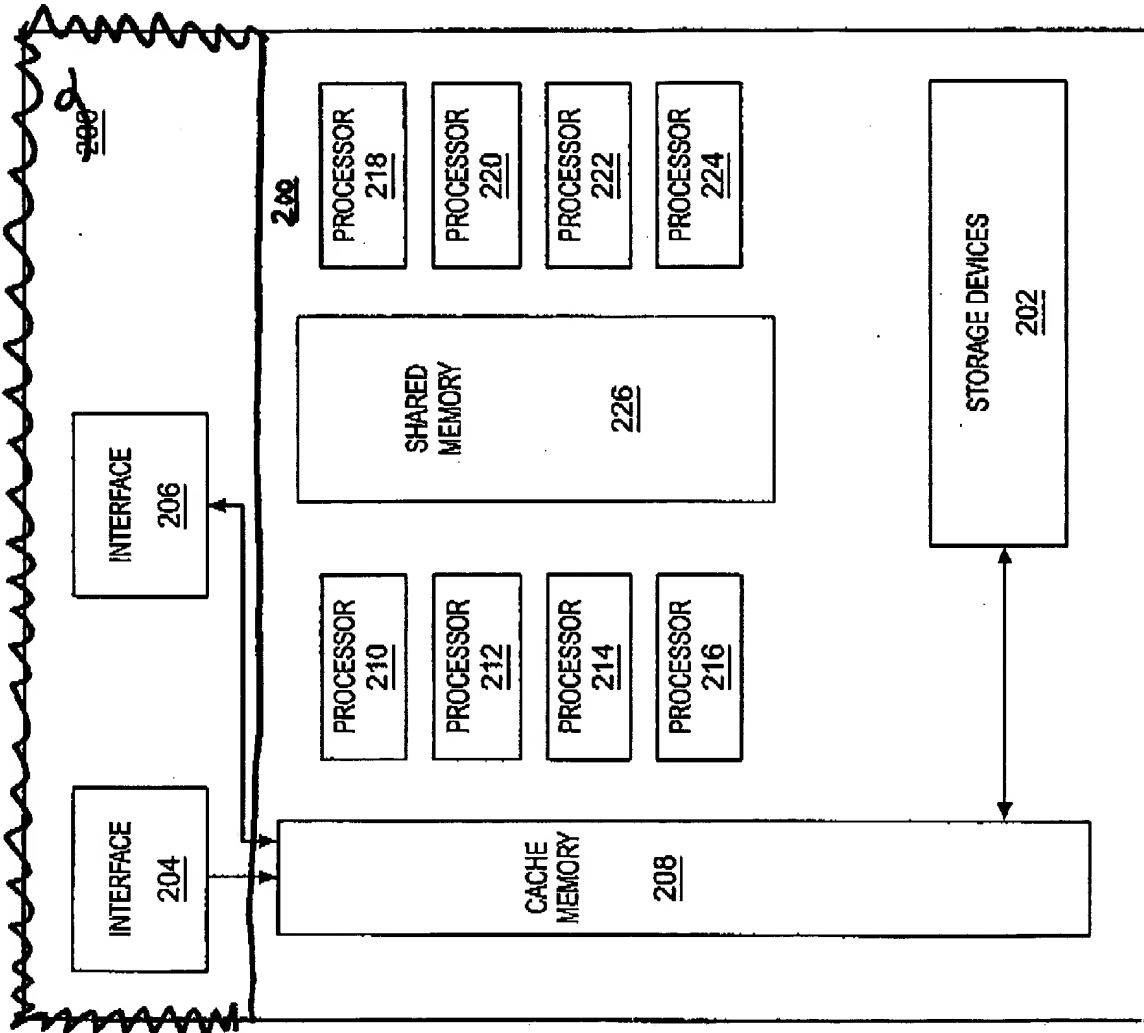 200
INTERFACE
204
INTERFACE
206
200
PROCESSOR
210
PROCESSOR
218
PROCESSOR
212
SHARED
MEMORY
226
PROCESSOR
220
CACHE
MEMORY
208
PROCESSOR
214
PROCESSOR
222
PROCESSOR
216
PROCESSOR
224
STORAGE DEVICES
202